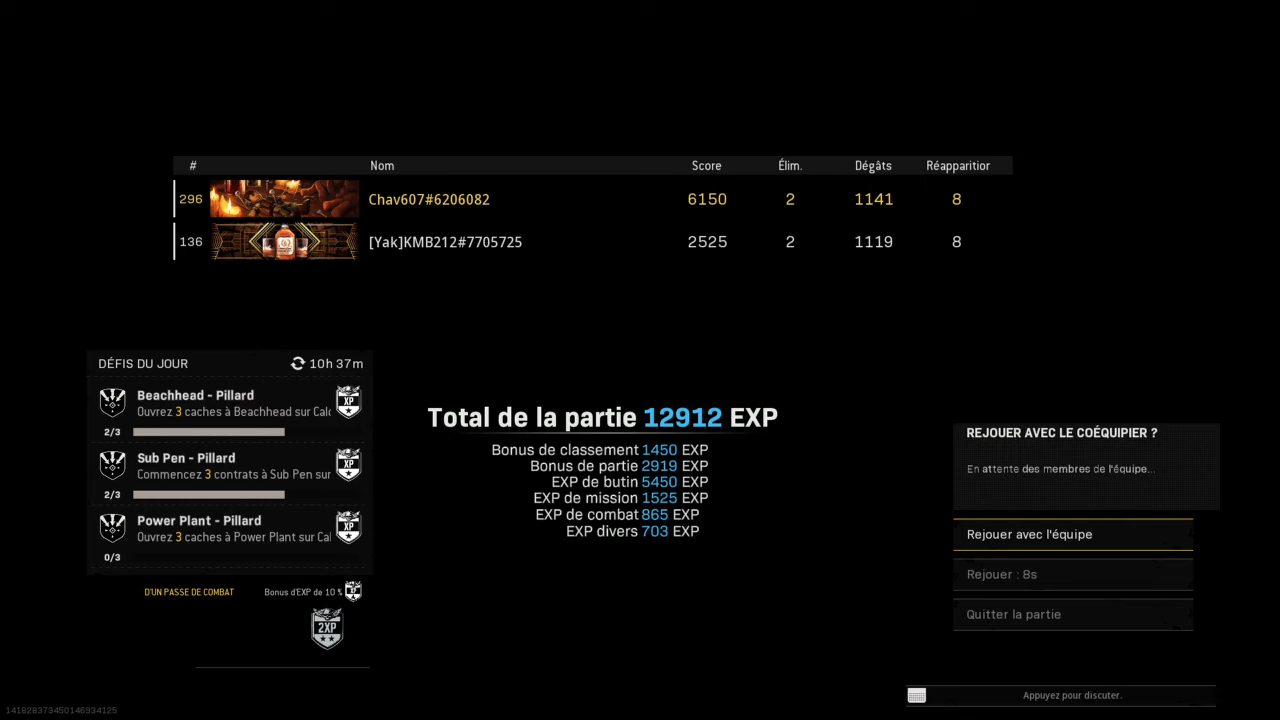 # Nom Score Élim. Dégâts Réapparitior
296 Chav607#6206082 6150 2 1141 8
136 [Yak]KMB212#7705725 2525 2 1119 8
DÉFIS DU JOUR 10h 37m
Beachhead - Pillard
Ouvrez 3 caches à Beachhead sur Calc
XP
2/3
Sub Pen - Pillard
Commencez 3 contrats à Sub Pen sur
XP
2/3
Power Plant - Pillard
Ouvrez 3 caches à Power Plant sur Cal
XP
0/3
D'UN PASSE DE COMBAT Bonus d'EXP de 10 %
2XP
Total de la partie 12912 EXP
Bonus de classement 1450 EXP
Bonus de partie 2919 EXP
EXP de butin 5450 EXP
EXP de mission 1525 EXP
EXP de combat 865 EXP
EXP divers 703 EXP
REJOUER AVEC LE COÉQUIPIER ?
En attente des membres de l'équipe...
Rejouer avec l'équipe
Rejouer : 8s
Quitter la partie
Appuyez pour discuter.
141828373450146934125